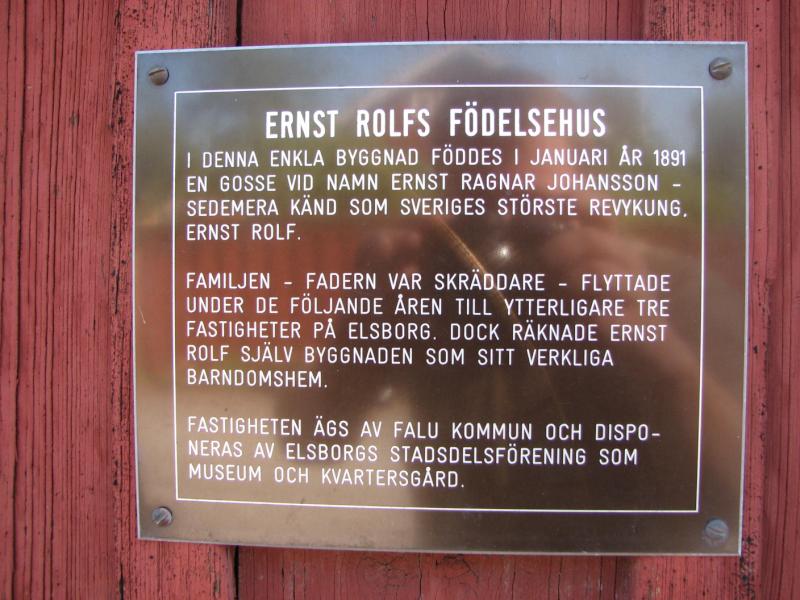 ERNST ROLFS FÖDELSEHUS
I DENNA ENKLA BYGGNAD FÖDDES I JANUARI ÅR 1891
EN GOSSE VID NAMN ERNST RAGNAR JOHANSSON –
SEDEMERA KÄND SOM SVERIGES STÖRSTE REVYKUNG,
ERNST ROLF.
FAMILJEN – FADERN VAR SKRÄDDARE – FLYTTADE
UNDER DE FÖLJANDE ÅREN TILL YTTERLIGARE TRE
FASTIGHETER PÅ ELSBORG. DOCK RÄKNADE ERNST
ROLF SJÄLV BYGGNADEN SOM SITT VERKLIGA
BARNDOMSHEM.
FASTIGHETEN ÄGS AV FALU KOMMUN OCH DISPO-
NERAS AV ELSBORGS STADSDELSFÖRENING SOM
MUSEUM OCH KVARTERSGÅRD.